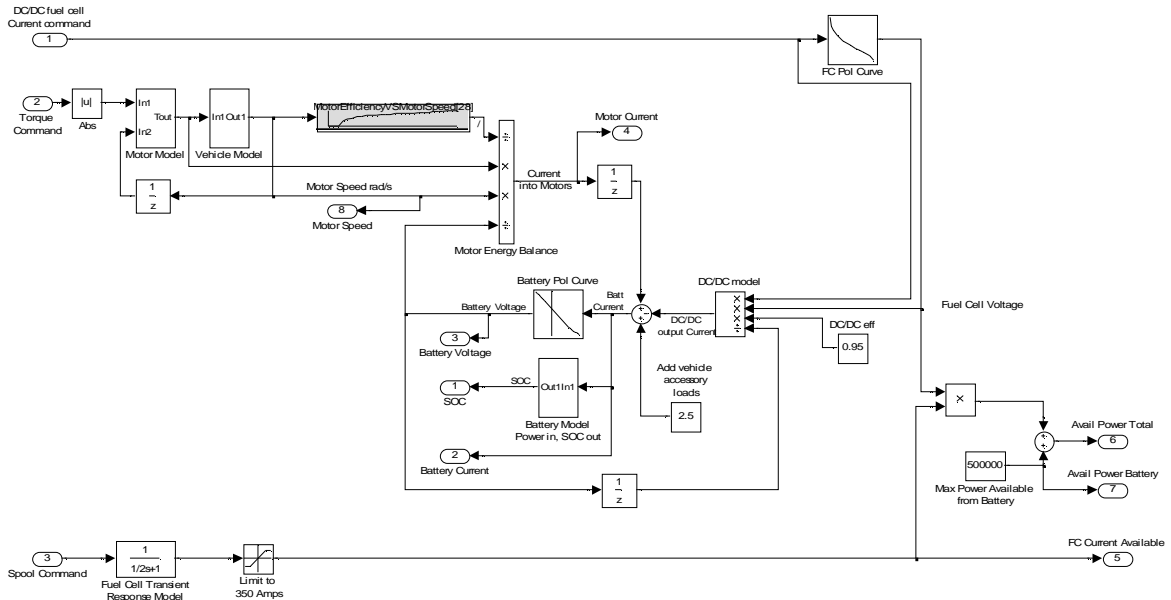 DC/DC fuel cell
Current command
1
FC Pol Curve
2
Torque
Command
|u|
Abs
In1
In2
Tout
Motor Model
In1 Out1
Vehicle Model
MotorEfficiencyVSMotorSpeed[28]
Motor Current
4
1
z
Motor Speed rad/s
8
Motor Speed
÷
×
×
÷
Motor Energy Balance
Current
into Motors
1
z
Battery Pol Curve
Battery Voltage
Batt
Current
DC/DC model
×
×
×
÷
DC/DC
output Current
Fuel Cell Voltage
DC/DC eff
0.95
3
Battery Voltage
Add vehicle
accessory
loads
2.5
SOC
1
SOC
Out1 In1
Battery Model
Power in, SOC out
2
Battery Current
1
z
×
Avail Power Total
6
500000
Max Power Available
from Battery
Avail Power Battery
7
3
Spool Command
1
1/2s+1
Fuel Cell Transient
Response Model
Limit to
350 Amps
FC Current Available
5